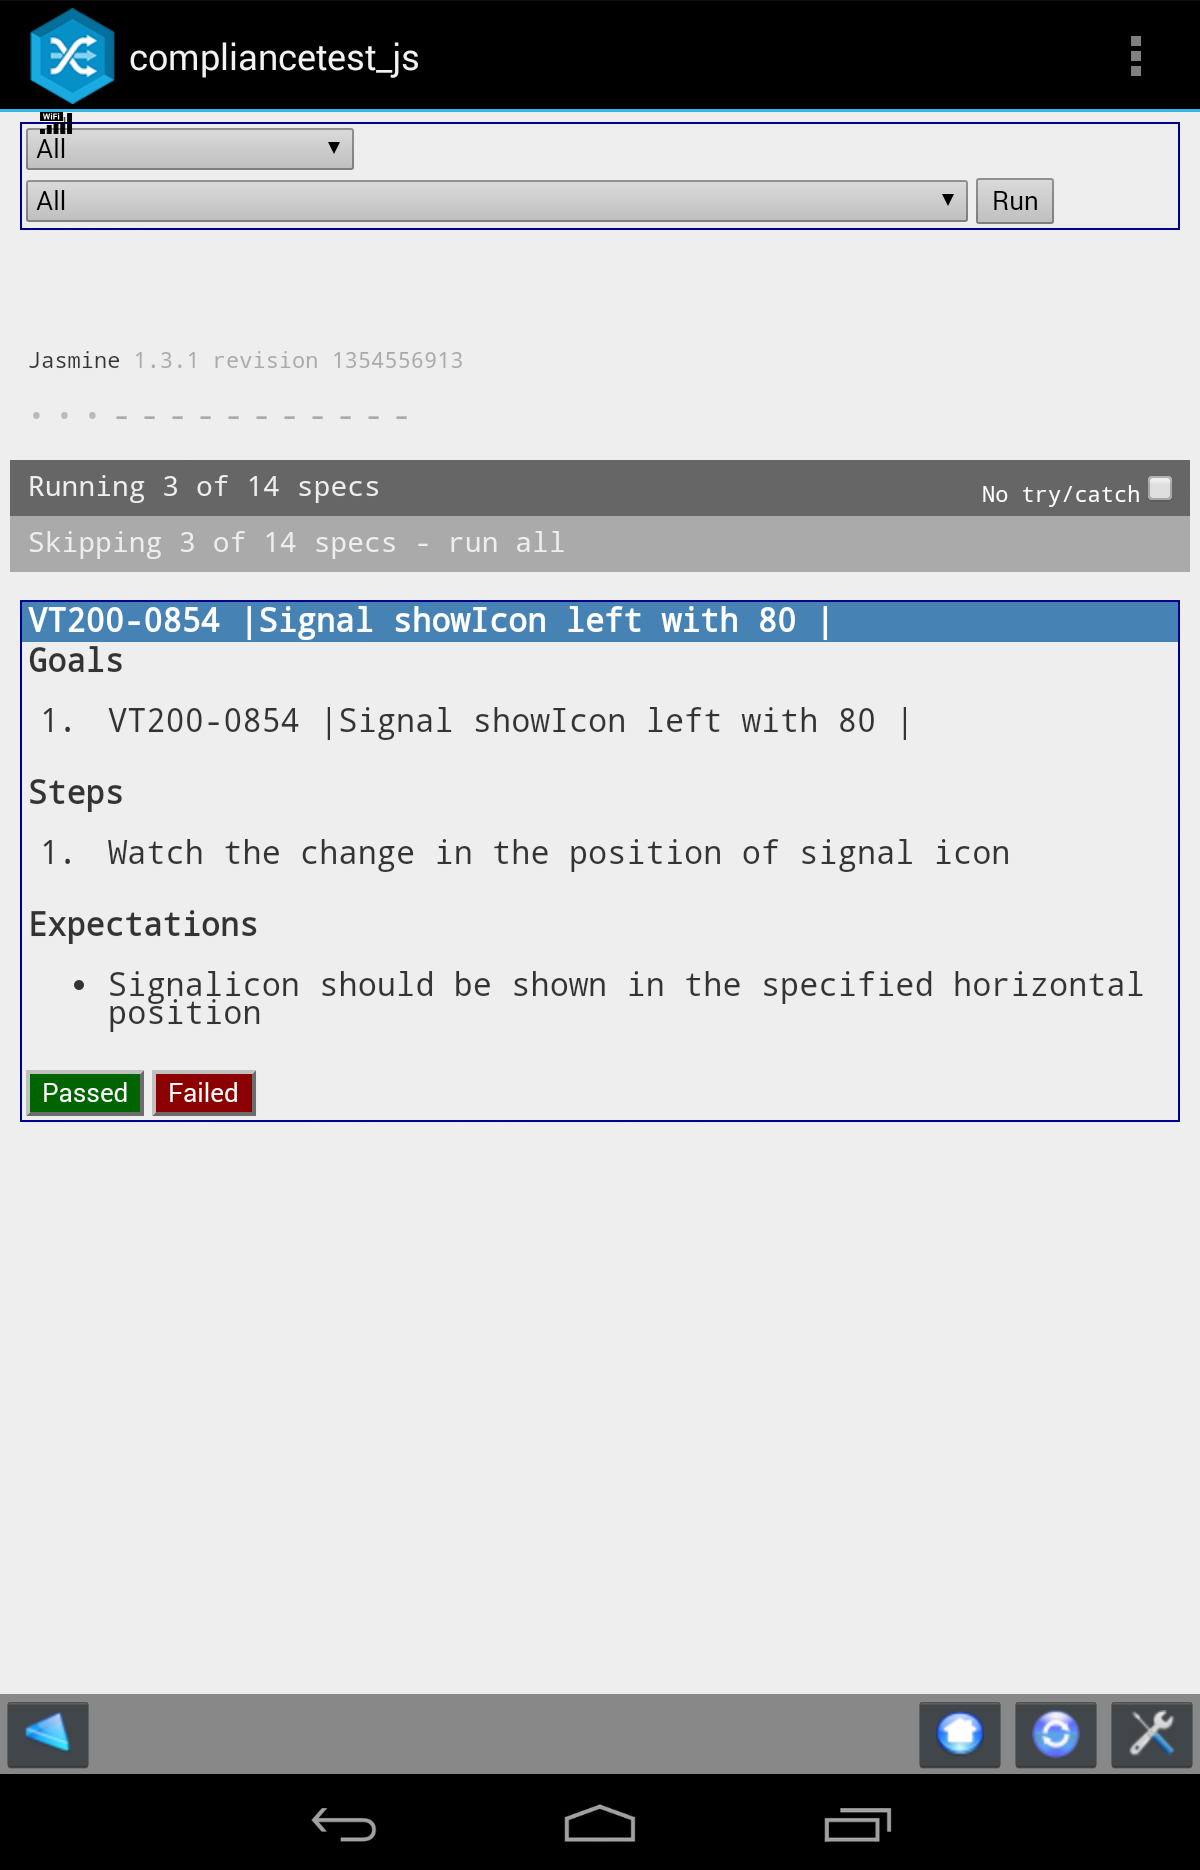 compliancetest_js
WiFi
All
All
Run
Jasmine 1.3.1 revision 1354556913
Running 3 of 14 specs
No try/catch
Skipping 3 of 14 specs - run all
VT200-0854 |Signal showIcon left with 80 |
Goals
1. VT200-0854 |Signal showIcon left with 80 |
Steps
1. Watch the change in the position of signal icon
Expectations
• Signalicon should be shown in the specified horizontal
position
Passed Failed